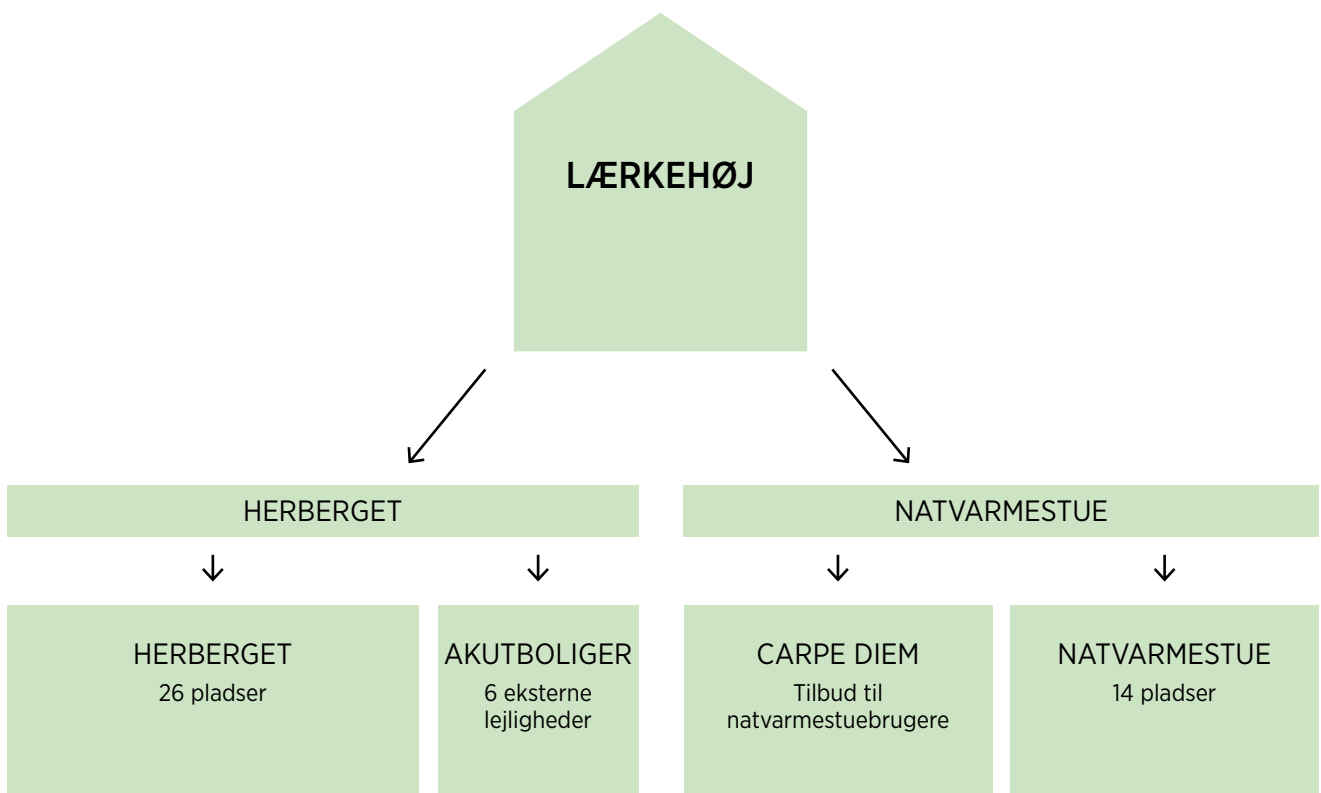 LÆRKEHØJ
HERBERGET
NATVARMESTUE
HERBERGET
26 pladser
AKUTBOLIGER
6 eksterne
lejligheder
CARPE DIEM
Tilbud til
natvarmestuebrugere
NATVARMESTUE
14 pladser